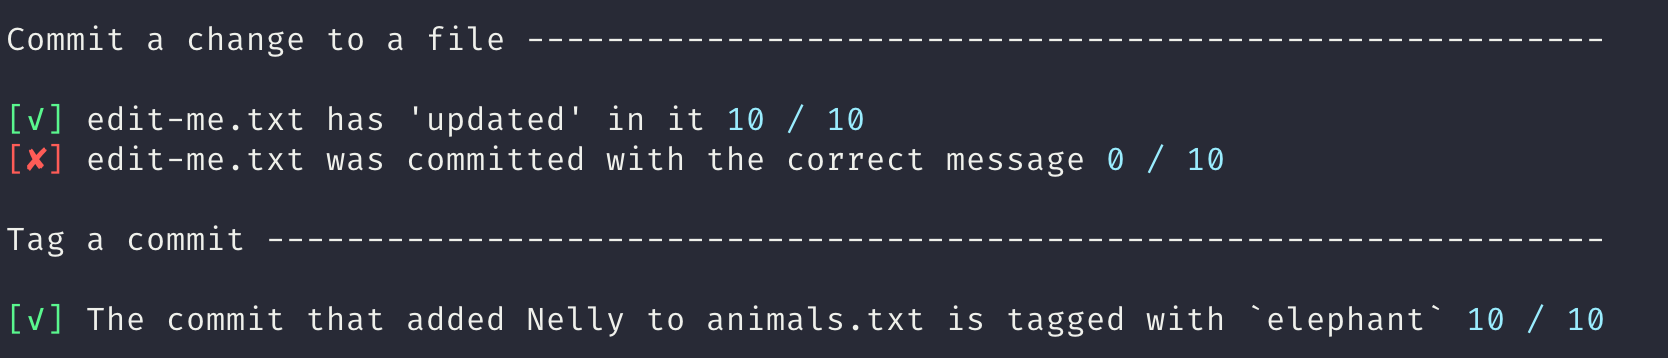 Commit a change to a file ------------------------------------------------------
[√] edit-me.txt has 'updated' in it 10 / 10
[✘] edit-me.txt was committed with the correct message 0 / 10
Tag a commit -------------------------------------------------------------------
[√] The commit that added Nelly to animals.txt is tagged with `elephant` 10 / 10